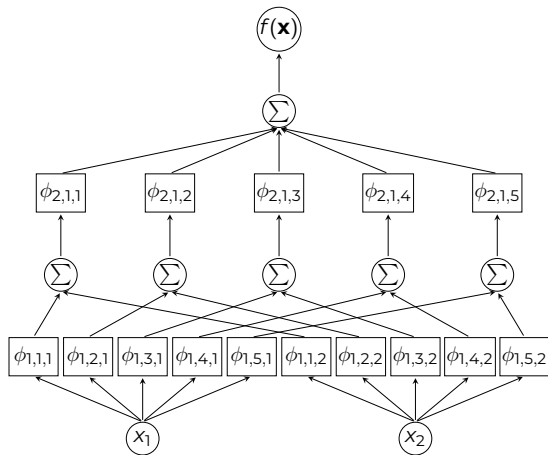 f(x)
∑
ϕ2,1,1 ϕ2,1,2 ϕ2,1,3 ϕ2,1,4 ϕ2,1,5
∑ ∑ ∑ ∑ ∑
ϕ1,1,1 ϕ1,2,1 ϕ1,3,1 ϕ1,4,1 ϕ1,5,1 ϕ1,1,2 ϕ1,2,2 ϕ1,3,2 ϕ1,4,2 ϕ1,5,2
x1 x2